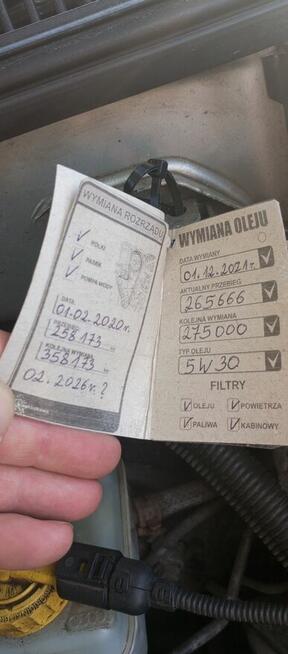 WYMIANA ROZRZĄDU
ROLKI
PASEK
POMPA WODY
DATA
01.02.2020r.
PRZEBIEG
258173
KOLEJNA WYMIANA
358173
02.2026r.?
WYMIANA OLEJU
DATA WYMIANY
01.12.2021r.
AKTUALNY PRZEBIEG
265666
KOLEJNA WYMIANA
275000
TYP OLEJU
5W30
FILTRY
OLEJU POWIETRZA
PALIWA KABINOWY